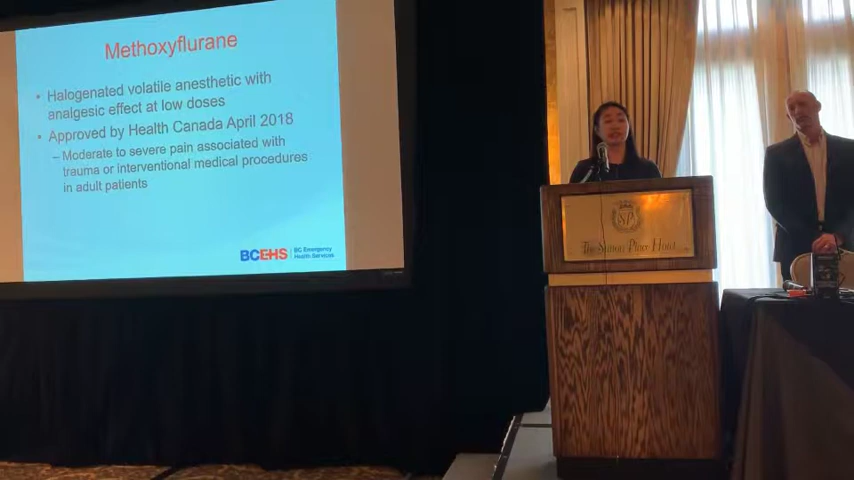 Methoxyflurane
• Halogenated volatile anesthetic with
analgesic effect at low doses
• Approved by Health Canada April 2018
– Moderate to severe pain associated with
trauma or interventional medical procedures
in adult patients
BCEHS
BC Emergency
Health Services
SP
The Sutton Place Hotel